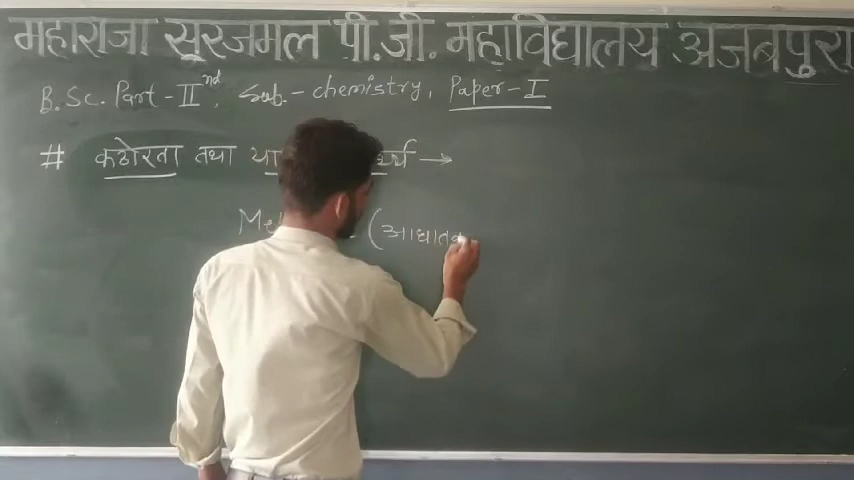 महाराजा सूरजमल पी.जी. महाविद्यालय अजबपुरा
B.Sc. Part-II nd, Sub.- chemistry, Paper-I
# कठोरता तथा →
(आघात